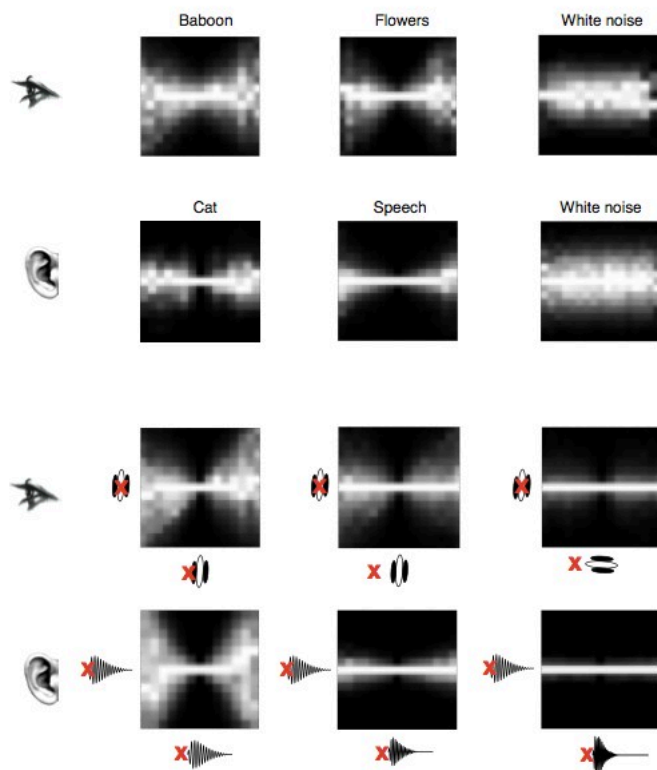 Baboon Flowers White noise
Cat Speech White noise
X X X
X X X
X X X
X X X